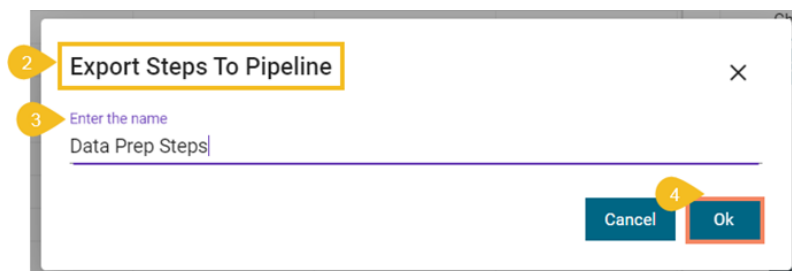 2
Export Steps To Pipeline
3
Enter the name
Data Prep Steps
4
Cancel
Ok